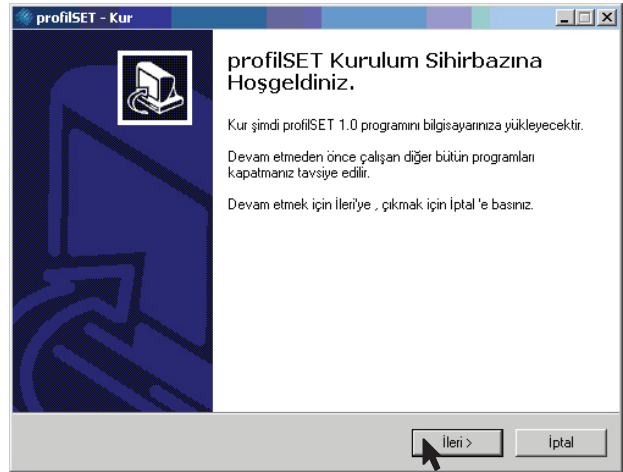 profilSET - Kur
profilSET Kurulum Sihirbazına
Hoşgeldiniz.
Kur şimdi profilSET 1.0 programını bilgisayarınıza yükleyecektir.
Devam etmeden önce çalışan diğer bütün programları
kapatmanız tavsiye edilir.
Devam etmek için İleri'ye , çıkmak için İptal 'e basınız.
İleri >
İptal